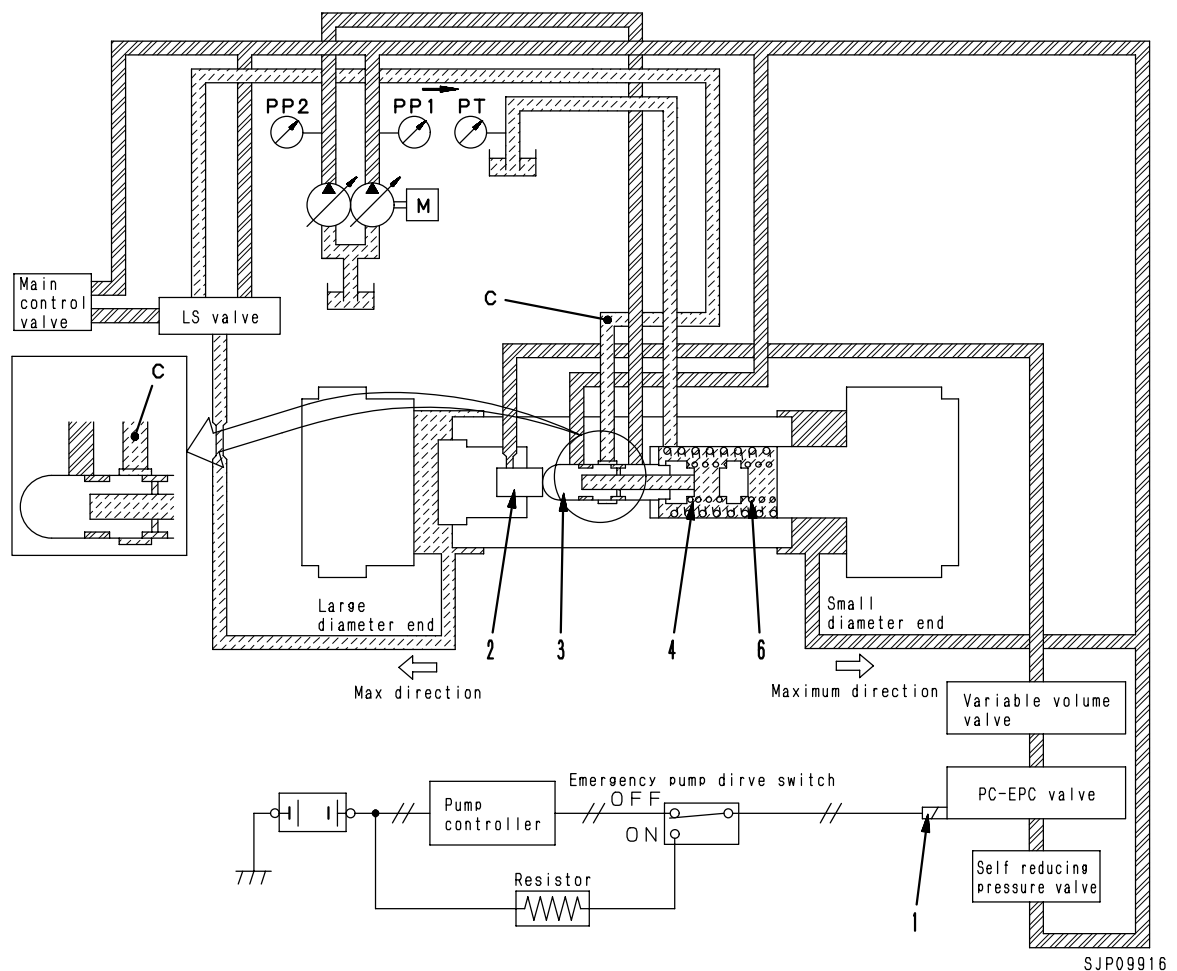 PP2
PP1
PT
M
Main
control
valve
LS valve
C
C
Large
diameter end
2
3
4
6
Small
diameter end
Max direction
Maximum direction
Variable volume
valve
Emergency pump dirve switch
OFF
ON
Pump
controller
PC-EPC valve
Resistor
Self reducing
pressure valve
1
SJP09916